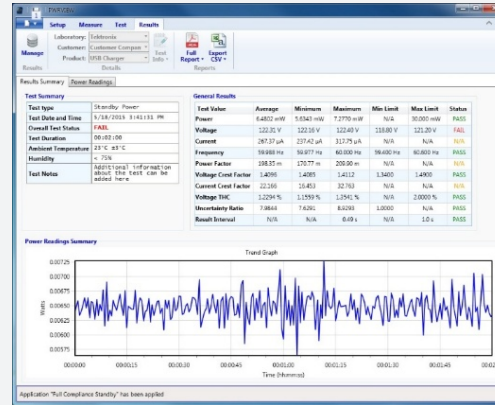 PWRVIEW
Setup Measure Test Results
Manage
Results
Laboratory: Tektronix
Customer: Customer Compan
Product: USB Charger
Details
Test Info
Full Report
Export CSV
Reports
Results Summary Power Readings
Test Summary
Test type Standby Power
Test Date and Time 5/18/2015 3:41:31 PM
Overall Test Status FAIL
Test Duration 00:02:00
Ambient Temperature 23°C ±3°C
Humidity < 75%
Test Notes Additional information about the test can be added here
General Results
Test Value Average Minimum Maximum Min Limit Max Limit Status
Power 6.4802 mW 5.6343 mW 7.2770 mW N/A 30.000 mW PASS
Voltage 122.31 V 122.16 V 122.40 V 118.80 V 121.20 V FAIL
Current 267.37 µA 237.42 µA 317.75 µA N/A N/A N/A
Frequency 59.988 Hz 59.977 Hz 60.000 Hz 59.400 Hz 60.600 Hz PASS
Power Factor 198.35 m 170.77 m 209.90 m N/A N/A N/A
Voltage Crest Factor 1.4096 1.4085 1.4112 1.3400 1.4900 PASS
Current Crest Factor 22.166 16.453 32.763 N/A N/A N/A
Voltage THC 1.2294 % 1.1559 % 1.3541 % N/A 2.0000 % PASS
Uncertainty Ratio 7.9844 7.6291 8.9293 1.0000 N/A PASS
Result Interval N/A N/A 0.49 s N/A 1.0 s PASS
Power Readings Summary
Trend Graph
0.00725
0.00700
0.00675
0.00650
0.00625
0.00600
0.00575
Watts
00:00:00 00:00:15 00:00:30 00:00:45 00:01:00 00:01:15 00:01:30 00:01:45 00:02
Time (hh:mm:ss)
Application "Full Compliance Standby" has been applied